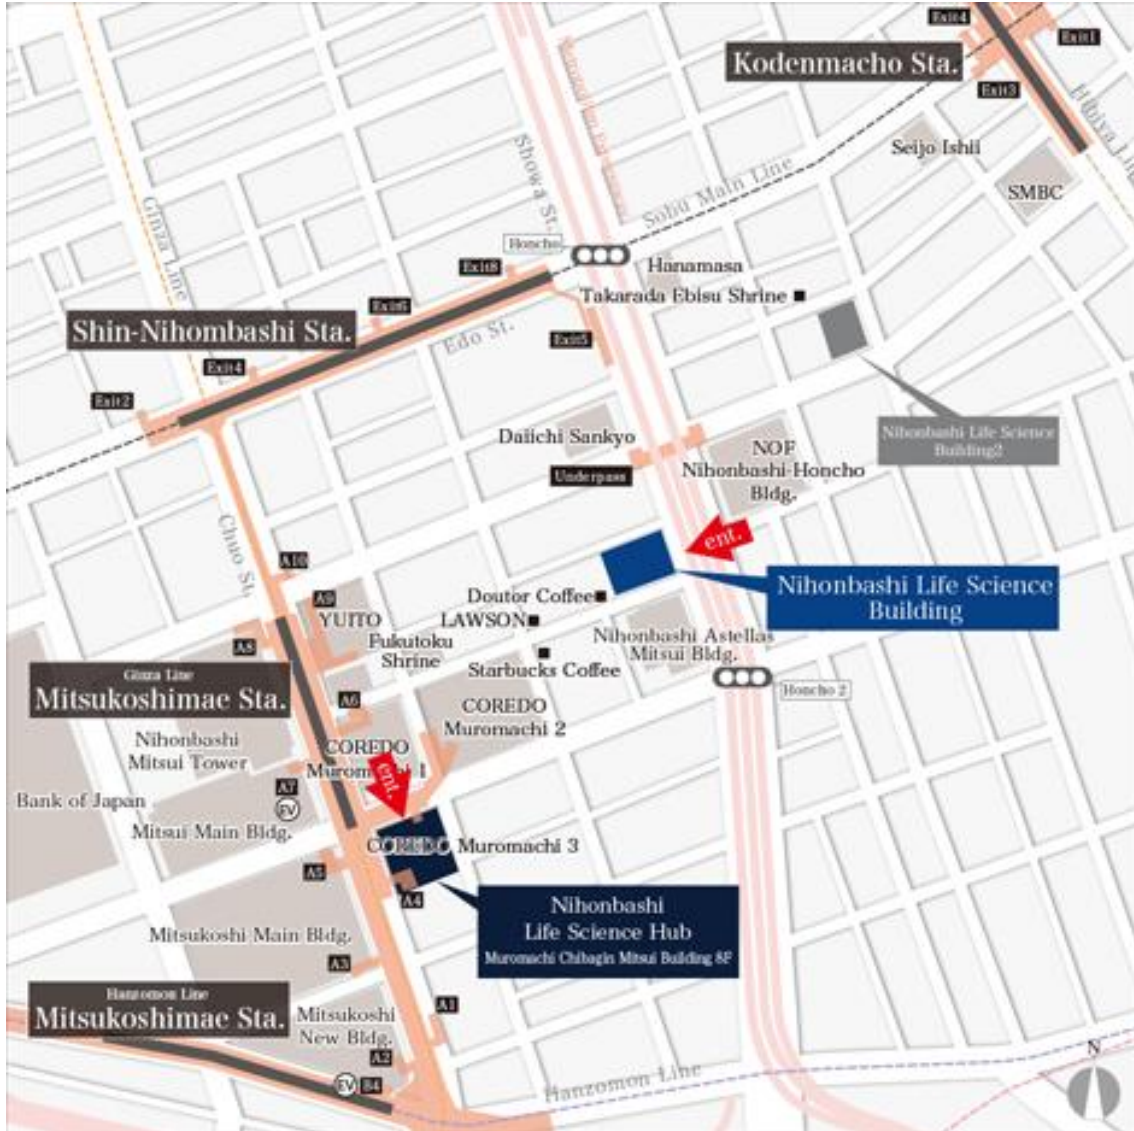 Exit4
Exit1
Kodenmacho Sta.
Exit3
Hibiya Line
Seijo Ishii
SMBC
Showa St.
Sobu Main Line
Ginza Line
Honcho
Hanamasa
Exit8
Takarada Ebisu Shrine
Exit6
Shin-Nihombashi Sta.
Edo St.
Exit5
Exit4
Exit2
Daiichi Sankyo
Nihonbashi Life Science
Building2
NOF
Nihonbashi-Honcho
Bldg.
Underpass
Chuo St.
ent.
A10
Nihonbashi Life Science
Building
Doutor Coffee
A9
YUITO
LAWSON
Fukutoku
Shrine
A8
Nihonbashi Astellas
Mitsui Bldg.
Starbucks Coffee
Ginza Line
Mitsukoshimae Sta.
A6
Honcho 2
COREDO
Muromachi 2
Nihonbashi
Mitsui Tower
COREDO
Muromachi 1
ent.
A7
EV
Bank of Japan
Mitsui Main Bldg.
COREDO Muromachi 3
A5
A4
Nihonbashi
Life Science Hub
Muromachi Chibagin Mitsui Building 8F
Mitsukoshi Main Bldg.
A3
Hanzomon Line
Mitsukoshimae Sta.
A1
Mitsukoshi
New Bldg.
A2
EV
B4
Hanzomon Line
N